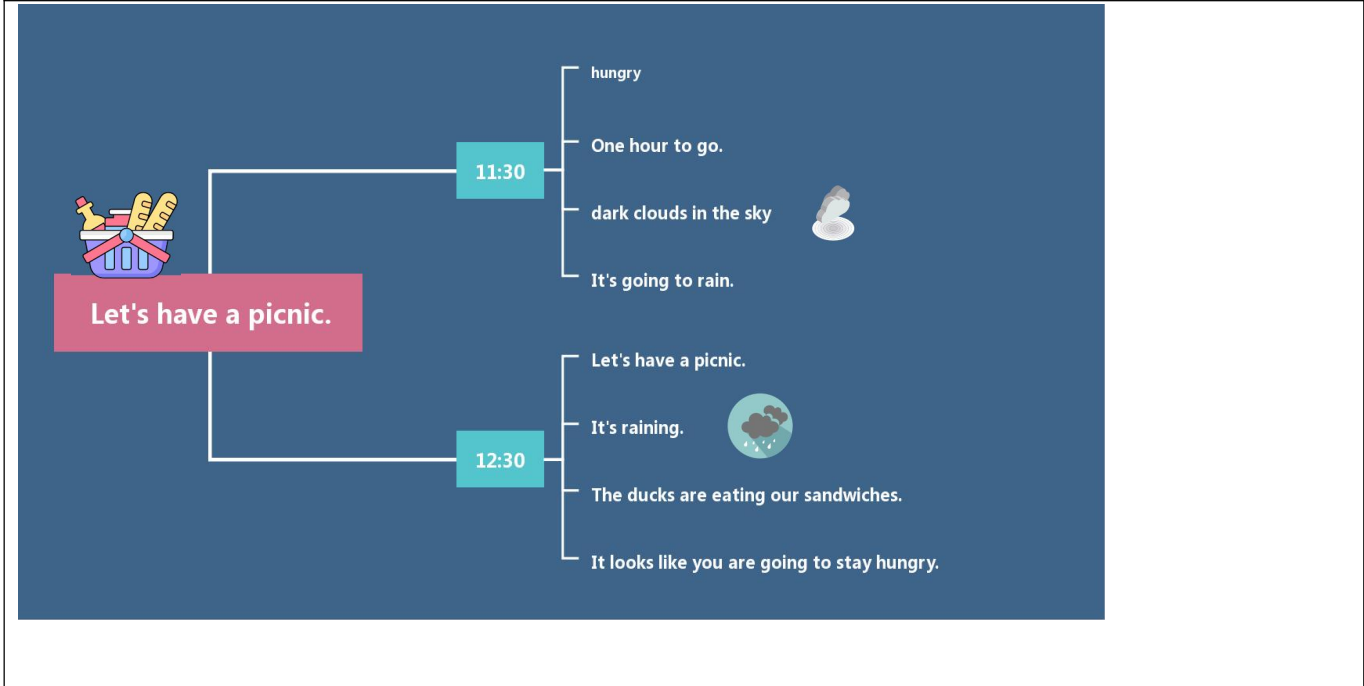 Let's have a picnic.
11:30
hungry
One hour to go.
dark clouds in the sky
It's going to rain.
12:30
Let's have a picnic.
It's raining.
The ducks are eating our sandwiches.
It looks like you are going to stay hungry.